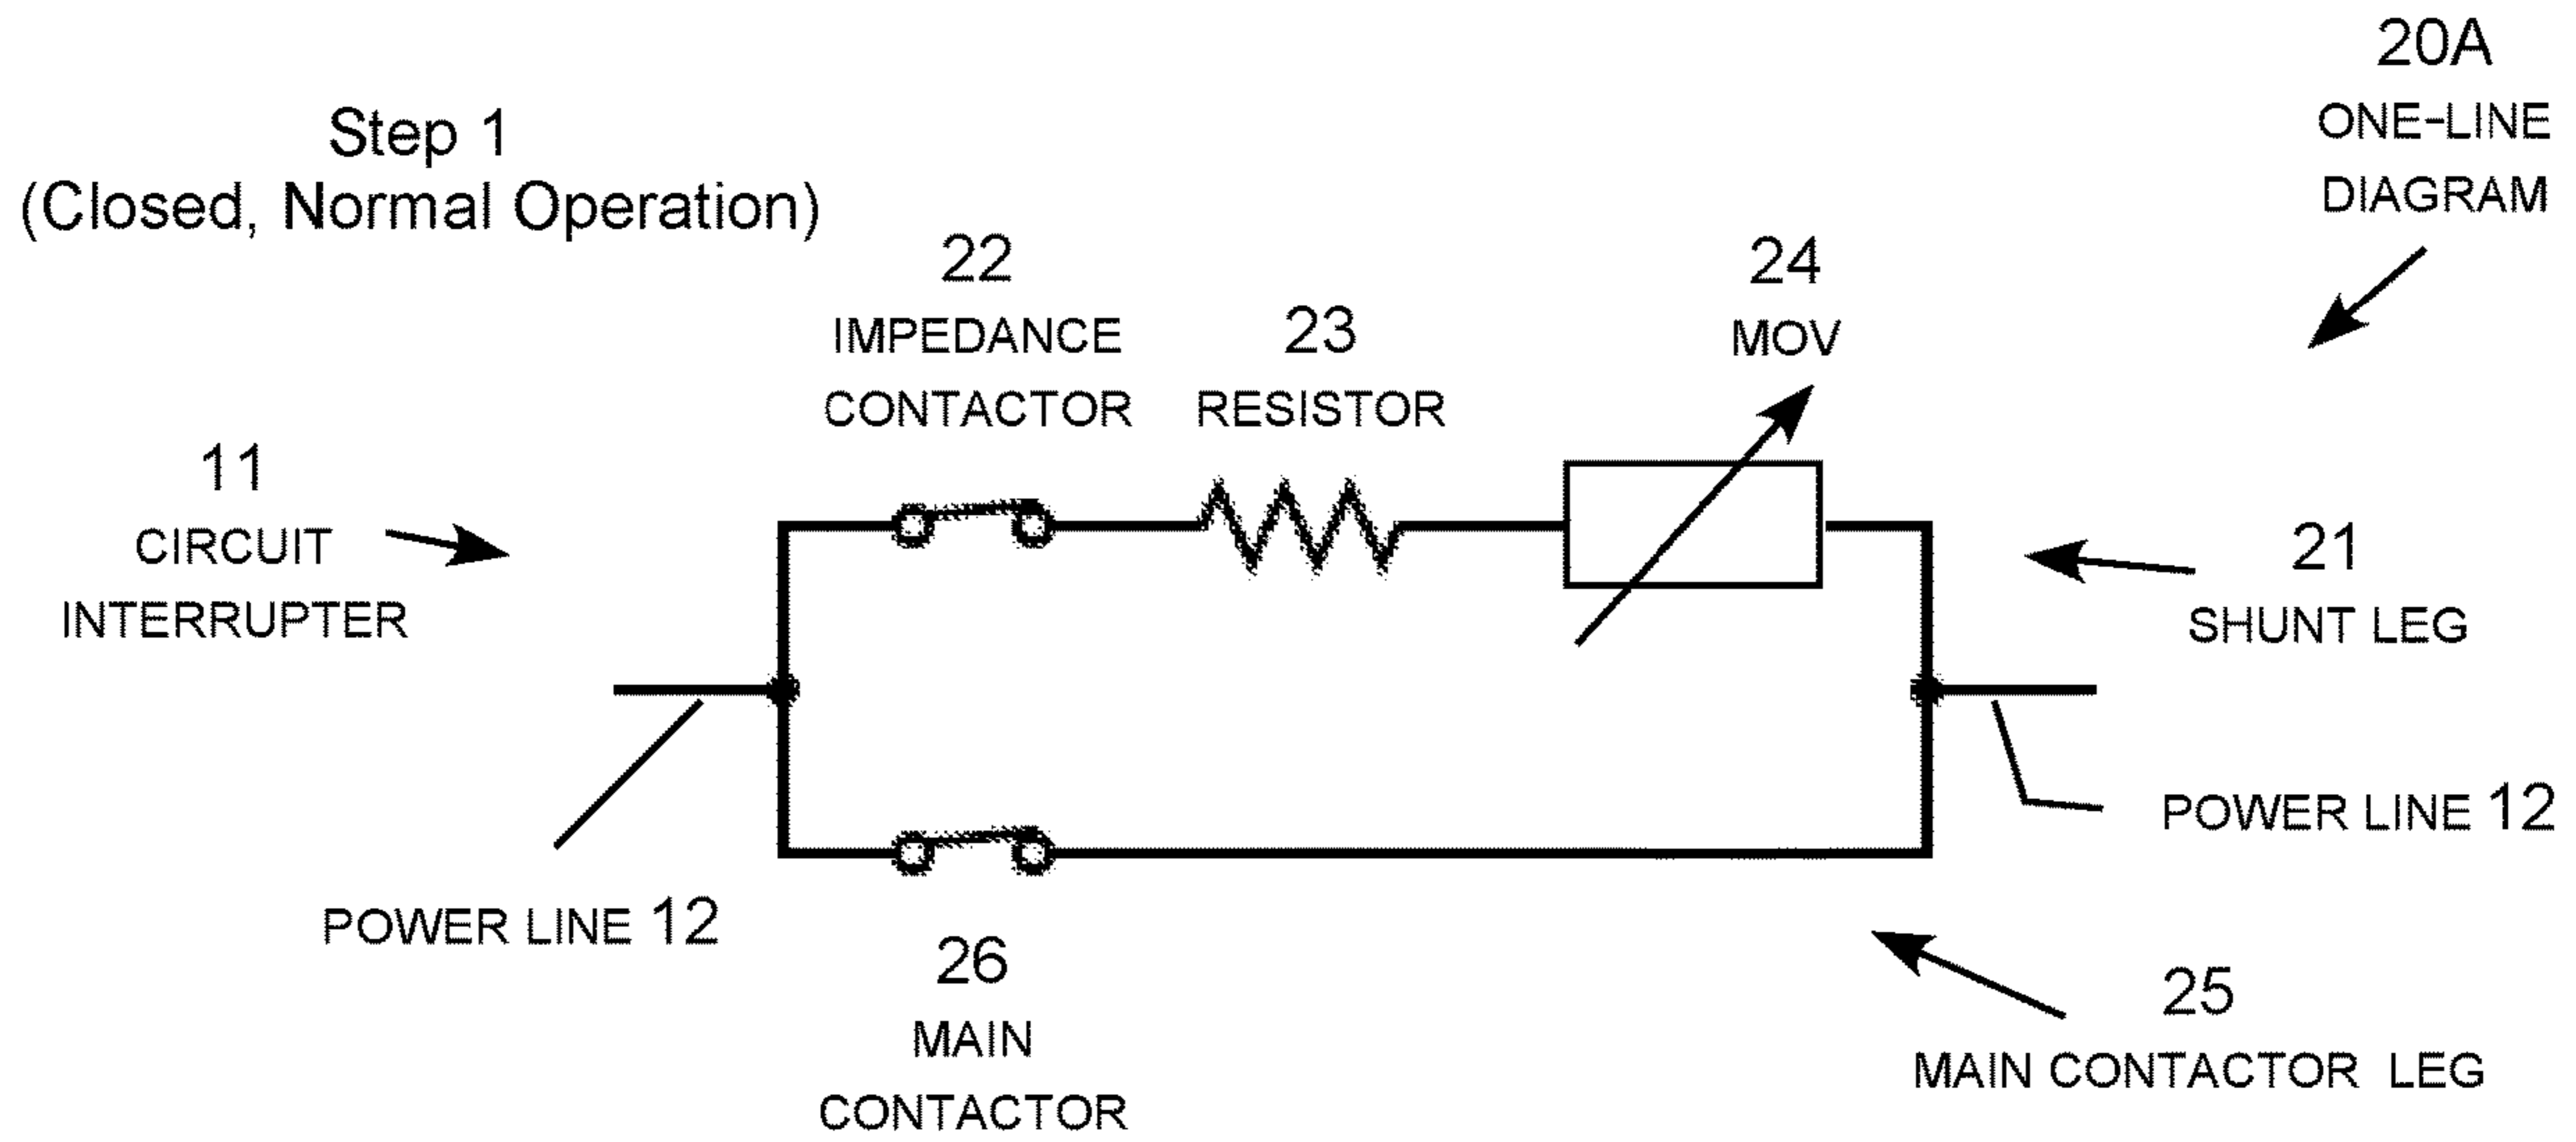 20A
ONE-LINE
DIAGRAM
Step 1
(Closed, Normal Operation)
22
IMPEDANCE
CONTACTOR
23
RESISTOR
24
MOV
11
CIRCUIT
INTERRUPTER
21
SHUNT LEG
POWER LINE 12
POWER LINE 12
26
MAIN
CONTACTOR
25
MAIN CONTACTOR LEG